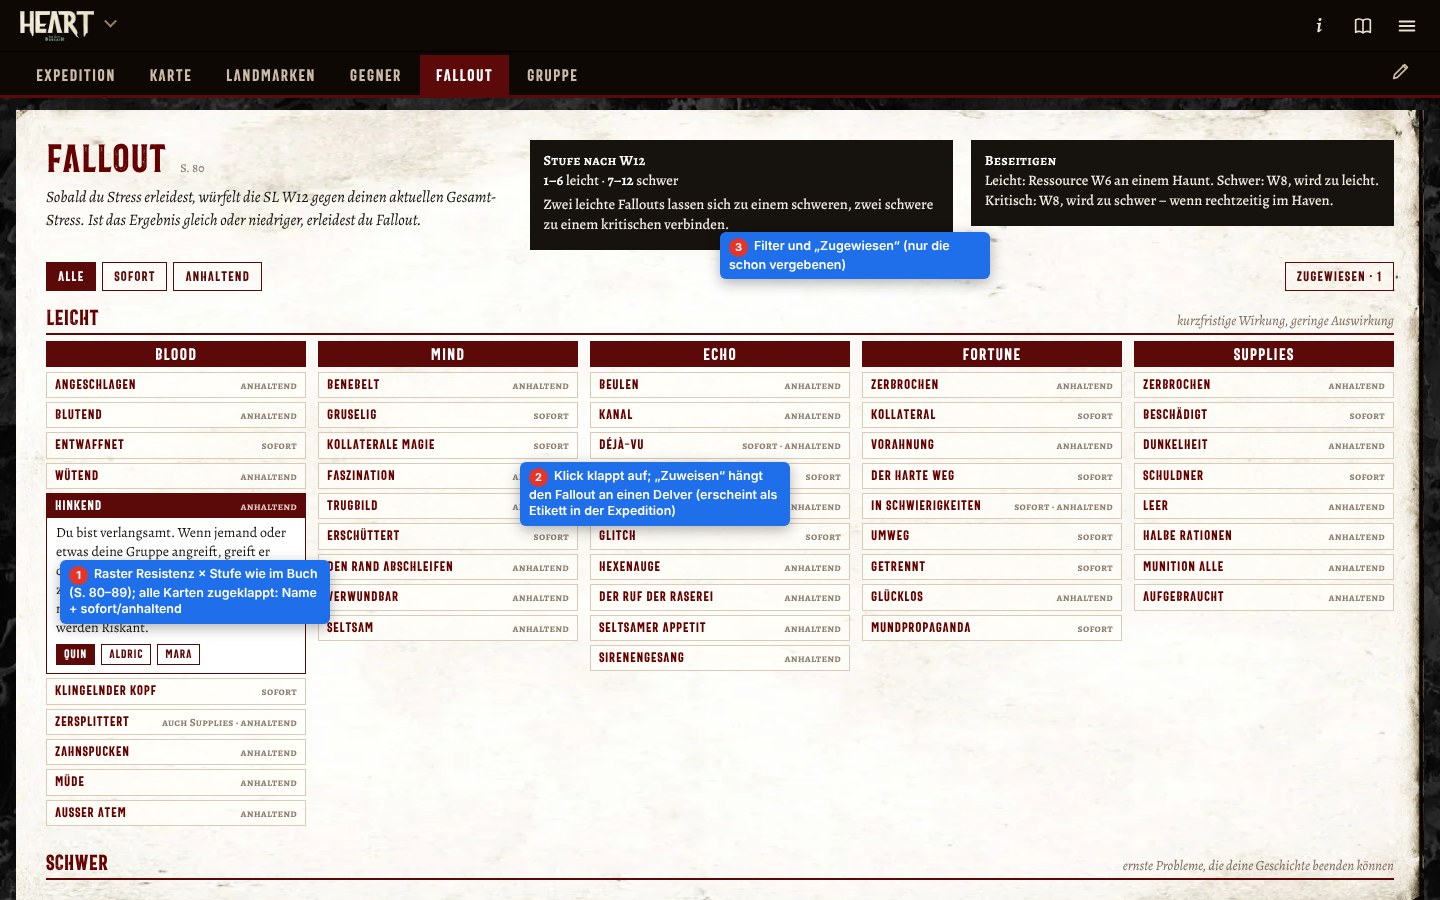 HEART
EXPEDITION KARTE LANDMARKEN GEGNER FALLOUT GRUPPE
FALLOUT S. 80
Sobald du Stress erleidest, würfelt die SL W12 gegen deinen aktuellen Gesamt-
Stress. Ist das Ergebnis gleich oder niedriger, erleidest du Fallout.
Stufe nach W12
1–6 leicht · 7–12 schwer
Zwei leichte Fallouts lassen sich zu einem schweren, zwei schwere
zu einem kritischen verbinden.
Beseitigen
Leicht: Ressource W6 an einem Haunt. Schwer: W8, wird zu leicht.
Kritisch: W8, wird zu schwer – wenn rechtzeitig im Haven.
3 Filter und „Zugewiesen“ (nur die
schon vergebenen)
ALLE SOFORT ANHALTEND
ZUGEWIESEN · 1
LEICHT
kurzfristige Wirkung, geringe Auswirkung
BLOOD
ANGESCHLAGEN ANHALTEND
BLUTEND ANHALTEND
ENTWAFFNET SOFORT
WÜTEND ANHALTEND
HINKEND ANHALTEND
Du bist verlangsamt. Wenn jemand oder
etwas deine Gruppe angreift, greift er
1 Raster Resistenz × Stufe wie im Buch
(S. 80–89); alle Karten zugeklappt: Name
+ sofort/anhaltend
werden Riskant.
QUIN ALDRIC MARA
KLINGELNDER KOPF SOFORT
ZERSPLITTERT AUCH SUPPLIES · ANHALTEND
ZAHNSPUCKEN ANHALTEND
MÜDE ANHALTEND
AUSSER ATEM ANHALTEND
MIND
BENEBELT ANHALTEND
GRUSELIG SOFORT
KOLLATERALE MAGIE SOFORT
FASZINATION
TRUGBILD
ERSCHÜTTERT SOFORT
DEN RAND ABSCHLEIFEN ANHALTEND
VERWUNDBAR ANHALTEND
SELTSAM ANHALTEND
ECHO
BEULEN ANHALTEND
KANAL ANHALTEND
DÉJÀ-VU SOFORT · ANHALTEND
2 Klick klappt auf; „Zuweisen“ hängt
den Fallout an einen Delver (erscheint als
Etikett in der Expedition)
SOFORT
ANHALTEND
GLITCH SOFORT
HEXENAUGE ANHALTEND
DER RUF DER RASEREI ANHALTEND
SELTSAMER APPETIT ANHALTEND
SIRENENGESANG ANHALTEND
FORTUNE
ZERBROCHEN ANHALTEND
KOLLATERAL SOFORT
VORAHNUNG ANHALTEND
DER HARTE WEG SOFORT
IN SCHWIERIGKEITEN SOFORT · ANHALTEND
UMWEG SOFORT
GETRENNT SOFORT
GLÜCKLOS ANHALTEND
MUNDPROPAGANDA SOFORT
SUPPLIES
ZERBROCHEN ANHALTEND
BESCHÄDIGT SOFORT
DUNKELHEIT ANHALTEND
SCHULDNER SOFORT
LEER ANHALTEND
HALBE RATIONEN ANHALTEND
MUNITION ALLE ANHALTEND
AUFGEBRAUCHT ANHALTEND
SCHWER
ernste Probleme, die deine Geschichte beenden können